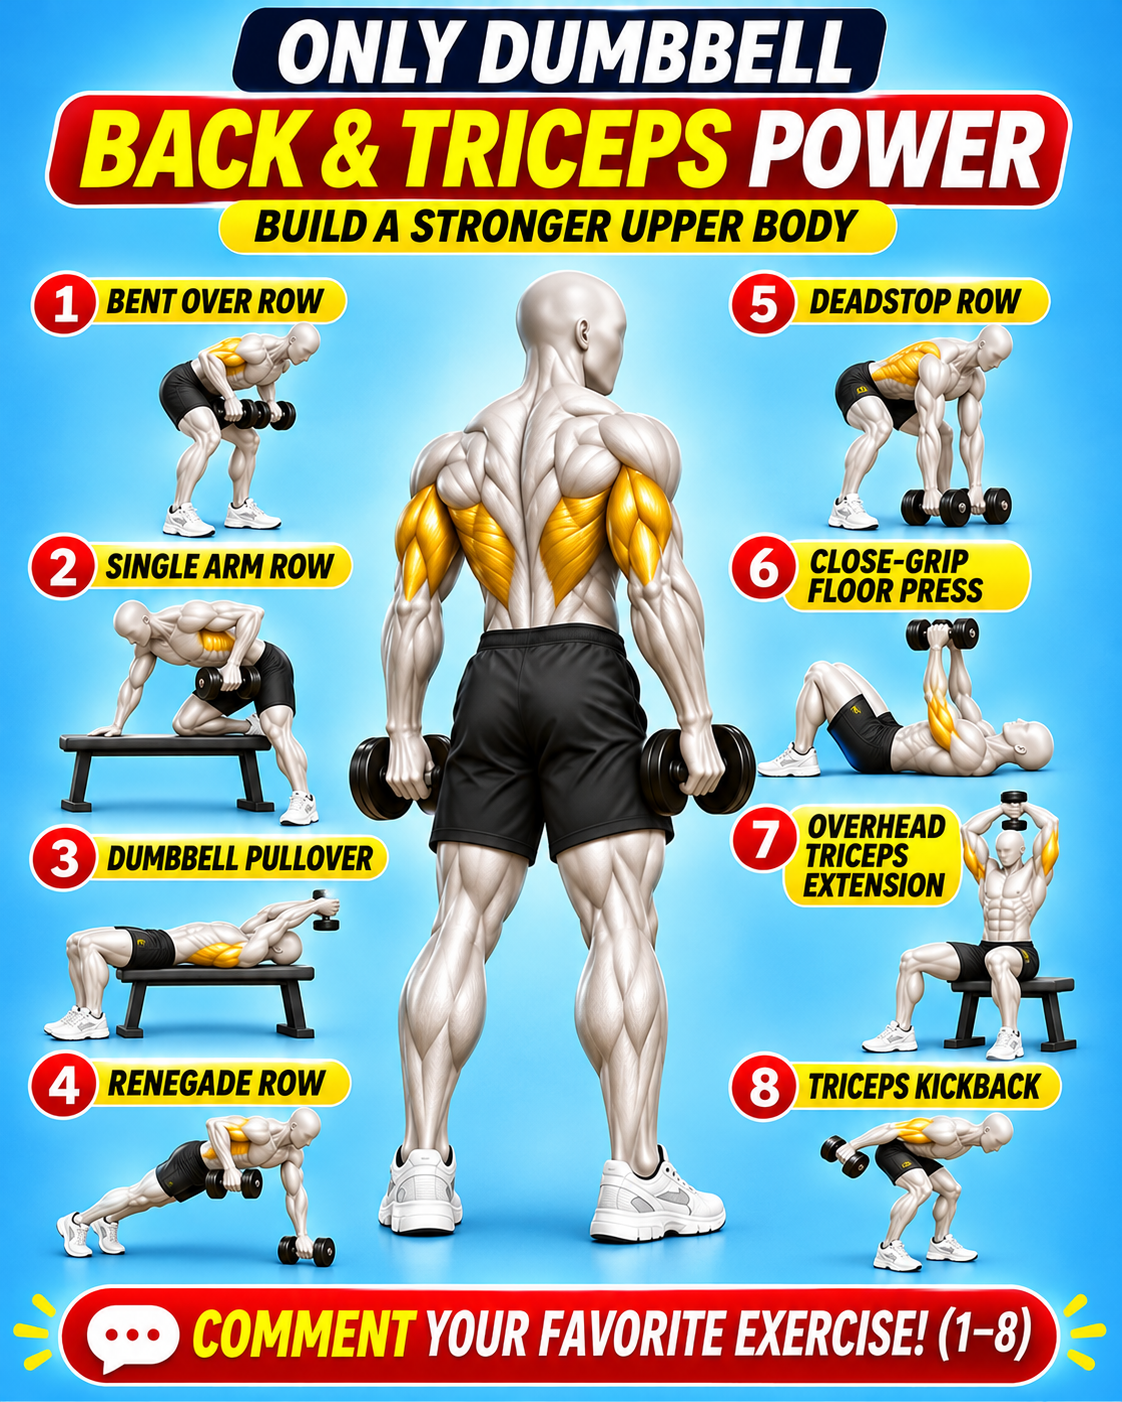 ONLY DUMBBELL
BACK & TRICEPS POWER
BUILD A STRONGER UPPER BODY
1 BENT OVER ROW
2 SINGLE ARM ROW
3 DUMBBELL PULLOVER
4 RENEGADE ROW
5 DEADSTOP ROW
6 CLOSE-GRIP
FLOOR PRESS
7 OVERHEAD
TRICEPS
EXTENSION
8 TRICEPS KICKBACK
COMMENT YOUR FAVORITE EXERCISE! (1–8)